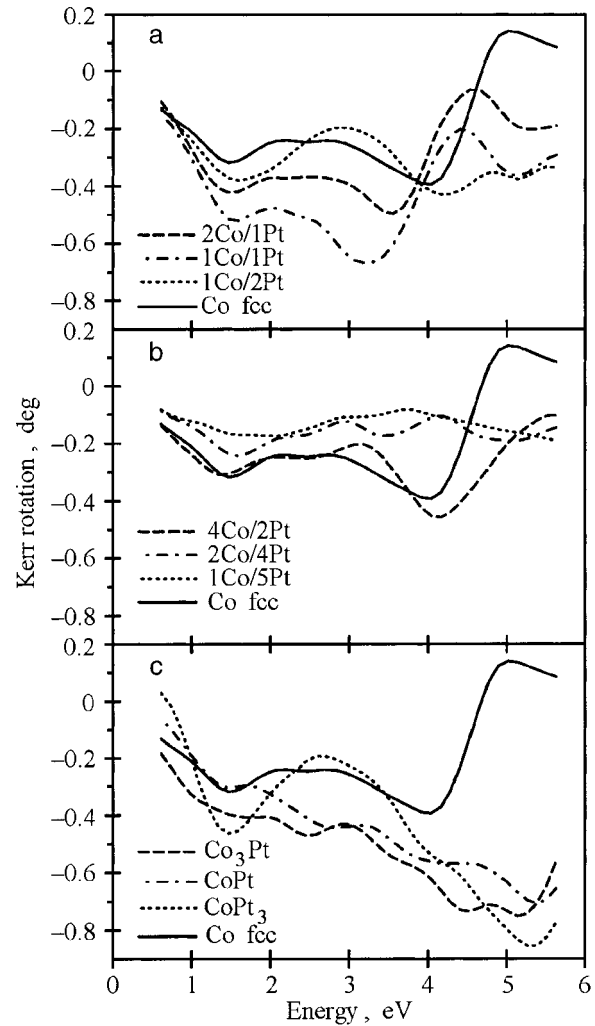 a
0.2
0
–0.2
–0.4
–0.6
–0.8
2Co/1Pt
1Co/1Pt
1Co/2Pt
Co fcc
b
0.2
0
–0.2
–0.4
–0.6
–0.8
4Co/2Pt
2Co/4Pt
1Co/5Pt
Co fcc
Kerr rotation , deg
c
0.2
0
–0.2
–0.4
–0.6
–0.8
Co3Pt
CoPt
CoPt3
Co fcc
0 1 2 3 4 5 6
Energy , eV